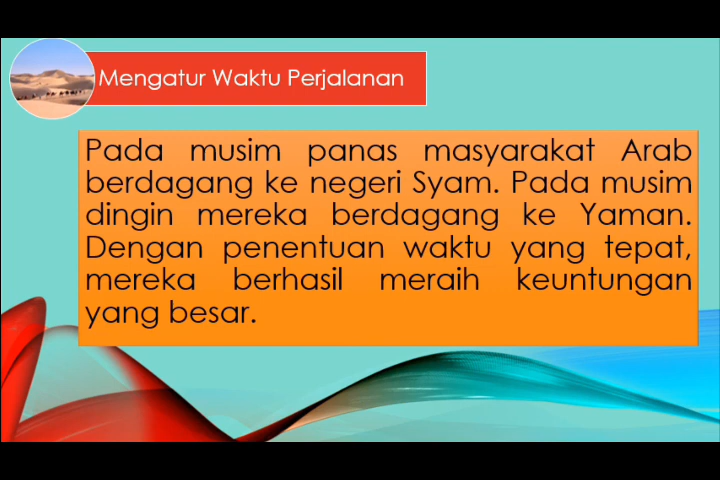 Mengatur Waktu Perjalanan
Pada musim panas masyarakat Arab
berdagang ke negeri Syam. Pada musim
dingin mereka berdagang ke Yaman.
Dengan penentuan waktu yang tepat,
mereka berhasil meraih keuntungan
yang besar.